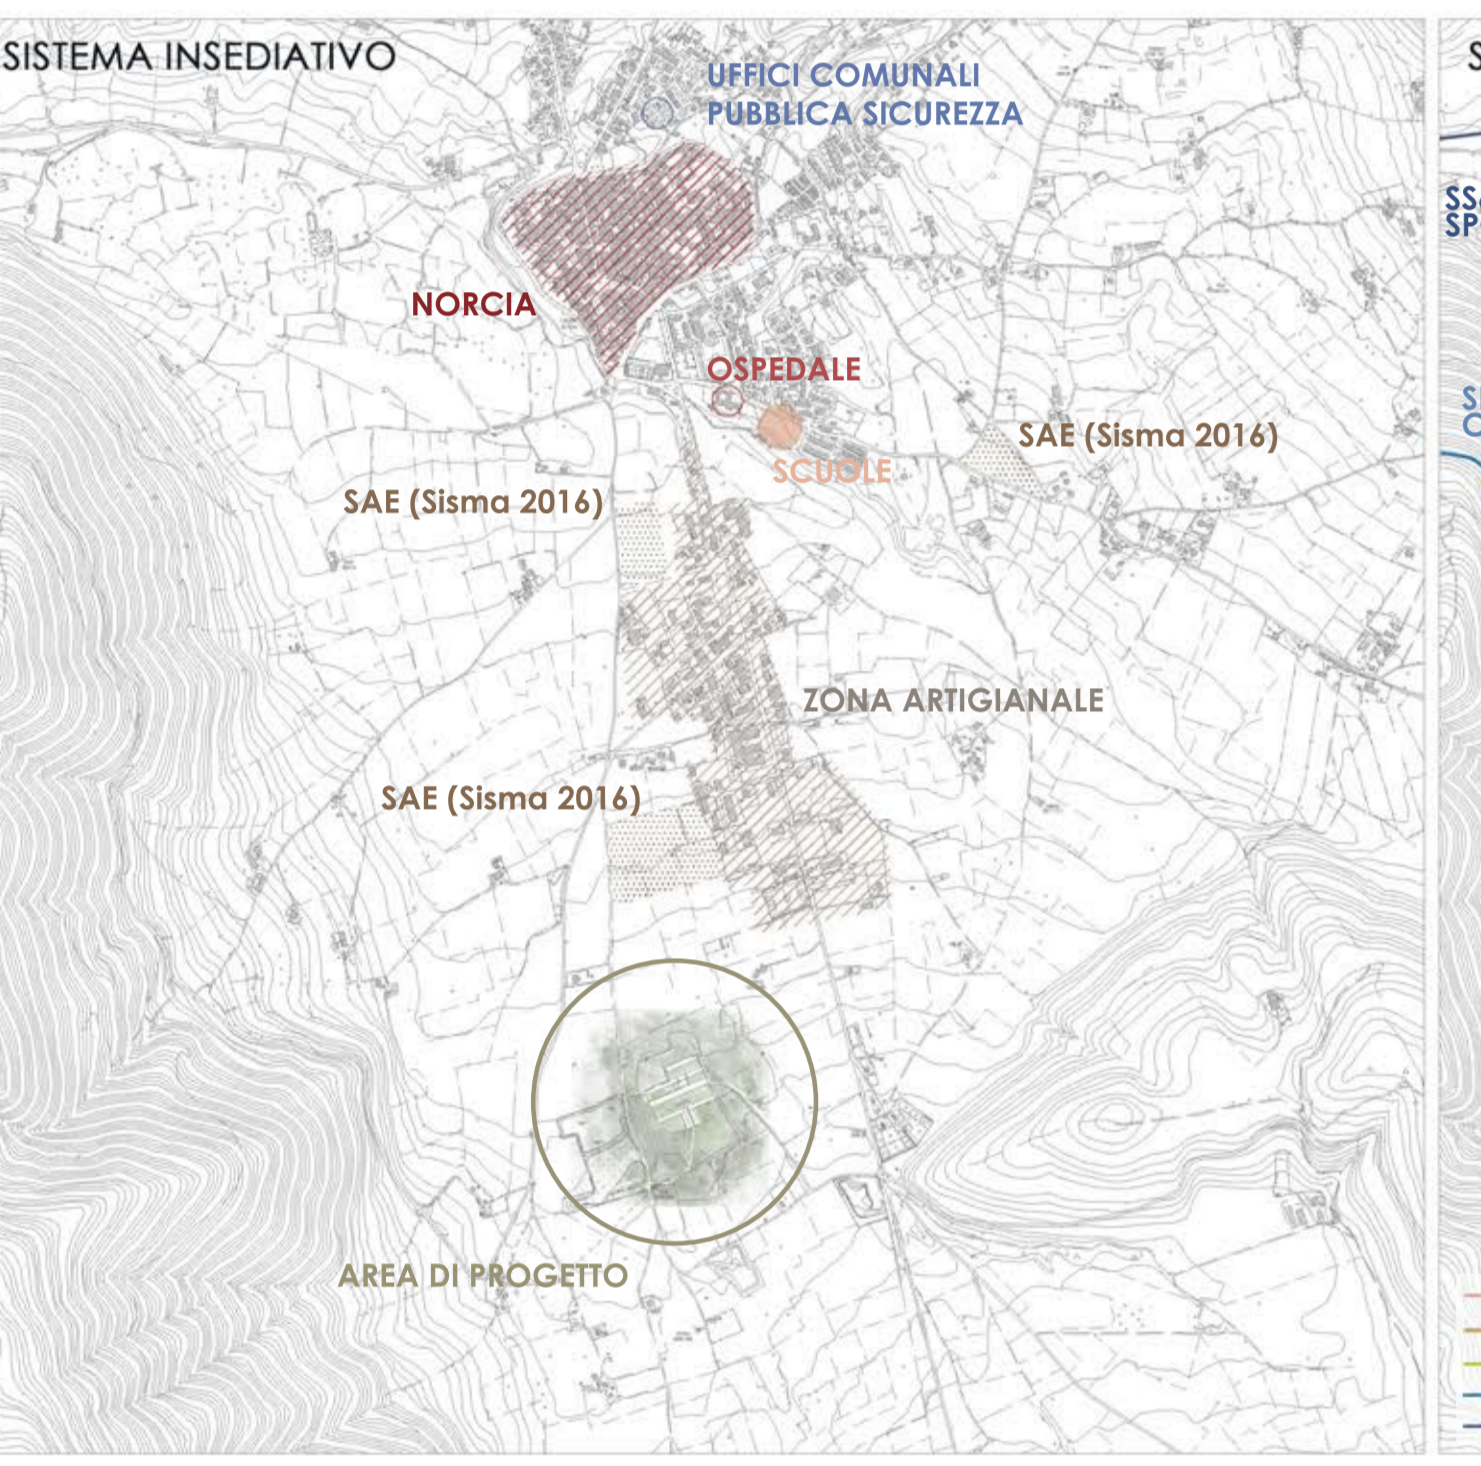 SISTEMA INSEDIATIVO
UFFICI COMUNALI
PUBBLICA SICUREZZA
NORCIA
OSPEDALE
SCUOLE
SAE (Sisma 2016)
SAE (Sisma 2016)
ZONA ARTIGIANALE
SAE (Sisma 2016)
AREA DI PROGETTO